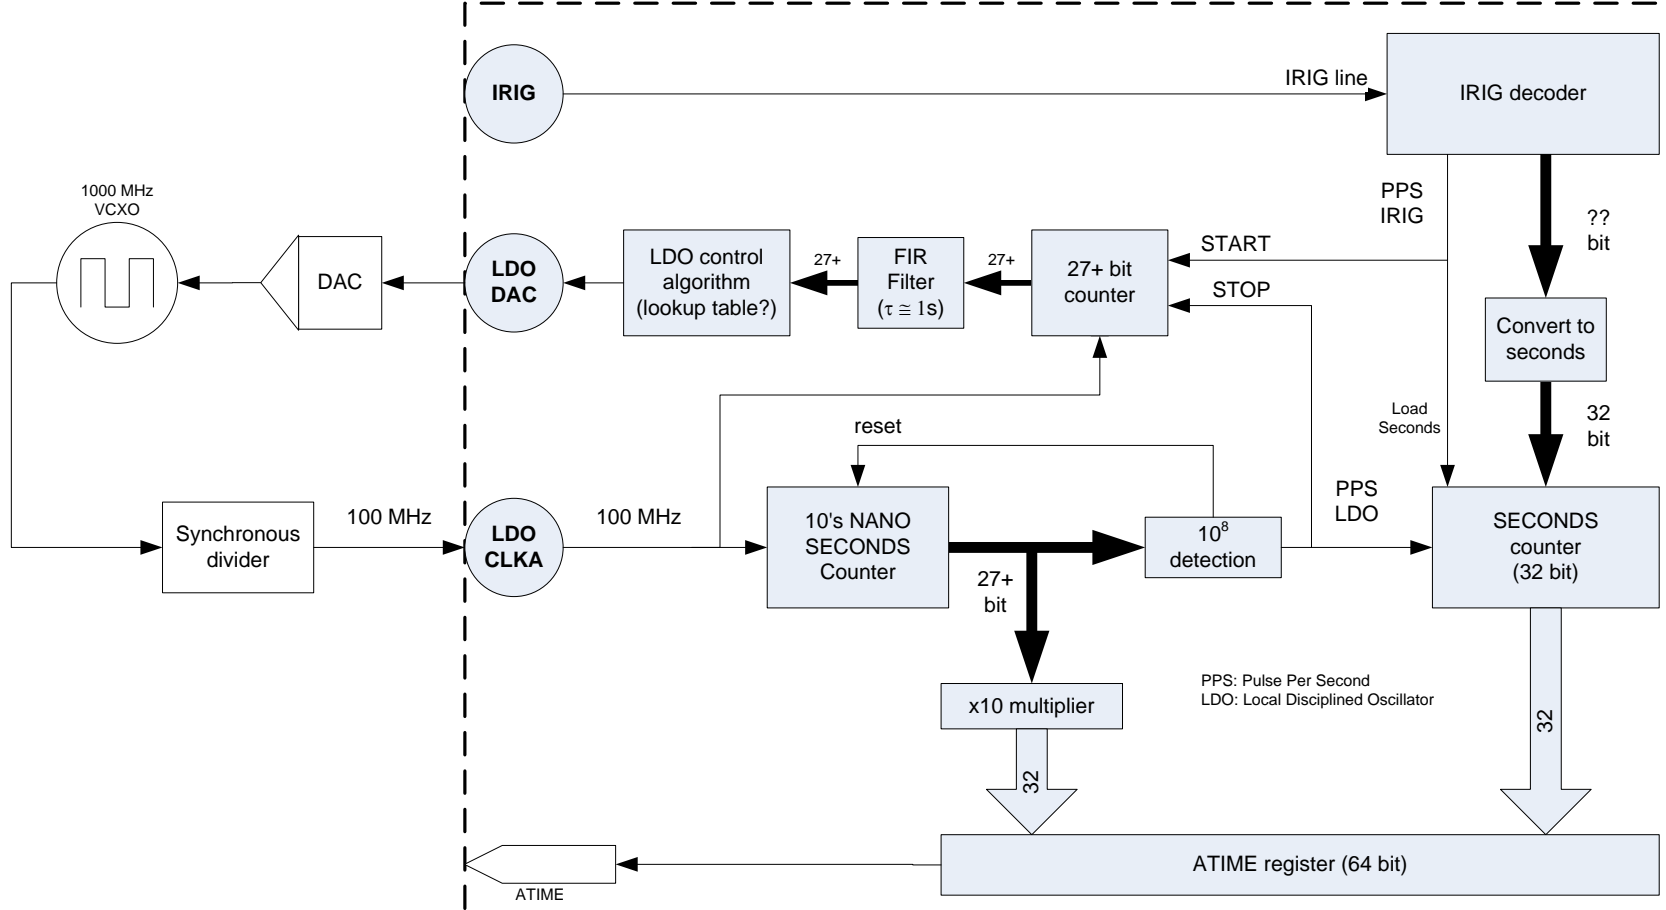 IRIG
IRIG line
IRIG decoder
1000 MHz
VCXO
DAC
LDO
DAC
LDO control
algorithm
(lookup table?)
27+
FIR
Filter
(τ ≅ 1s)
27+
27+ bit
counter
START
STOP
PPS
IRIG
??
bit
Convert to
seconds
Load
Seconds
32
bit
reset
Synchronous
divider
100 MHz
LDO
CLKA
100 MHz
10's NANO
SECONDS
Counter
27+
bit
10⁸
detection
PPS
LDO
SECONDS
counter
(32 bit)
x10 multiplier
PPS: Pulse Per Second
LDO: Local Disciplined Oscillator
32
32
ATIME register (64 bit)
ATIME